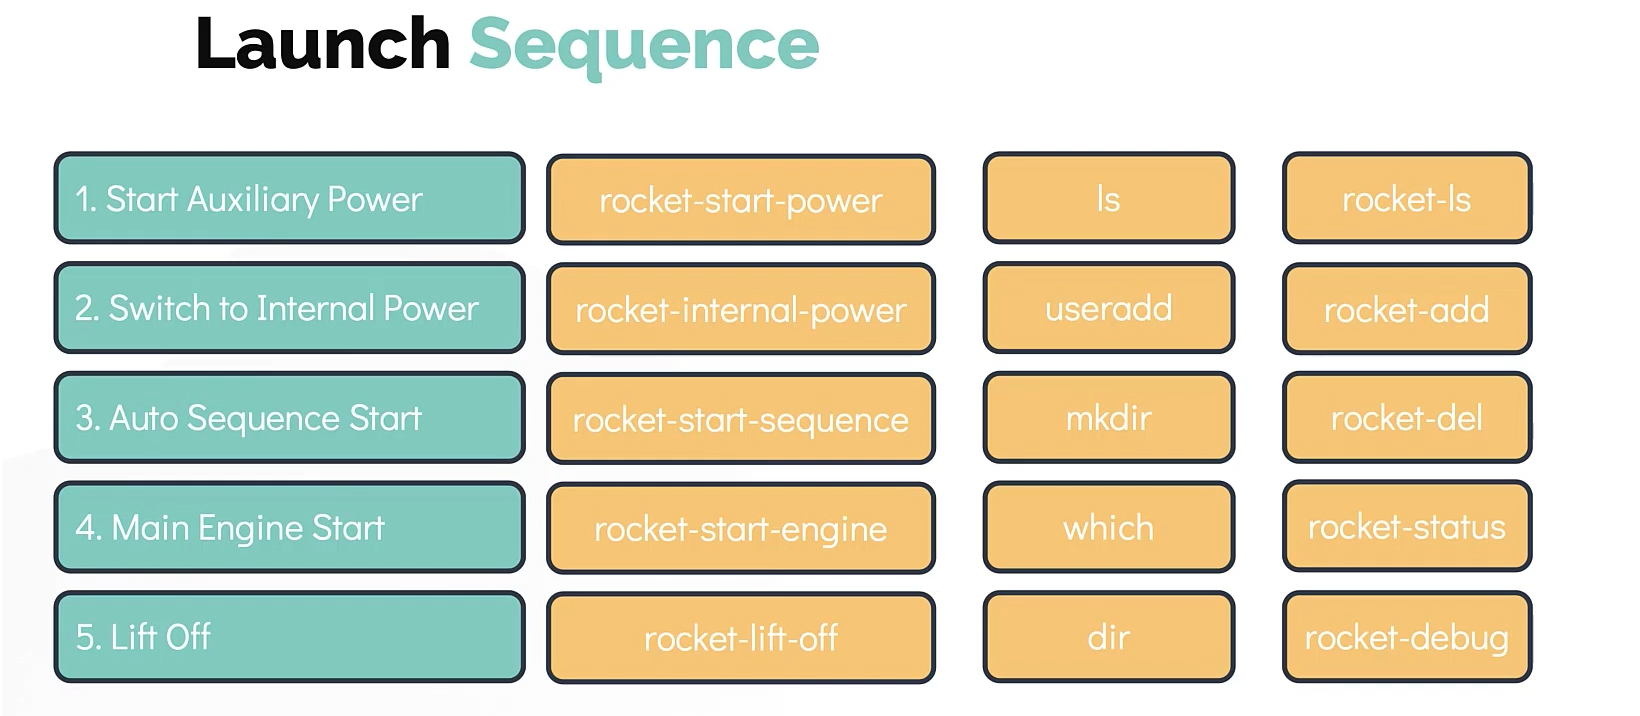 Launch Sequence
1. Start Auxiliary Power
rocket-start-power
ls
rocket-ls
2. Switch to Internal Power
rocket-internal-power
useradd
rocket-add
3. Auto Sequence Start
rocket-start-sequence
mkdir
rocket-del
4. Main Engine Start
rocket-start-engine
which
rocket-status
5. Lift Off
rocket-lift-off
dir
rocket-debug